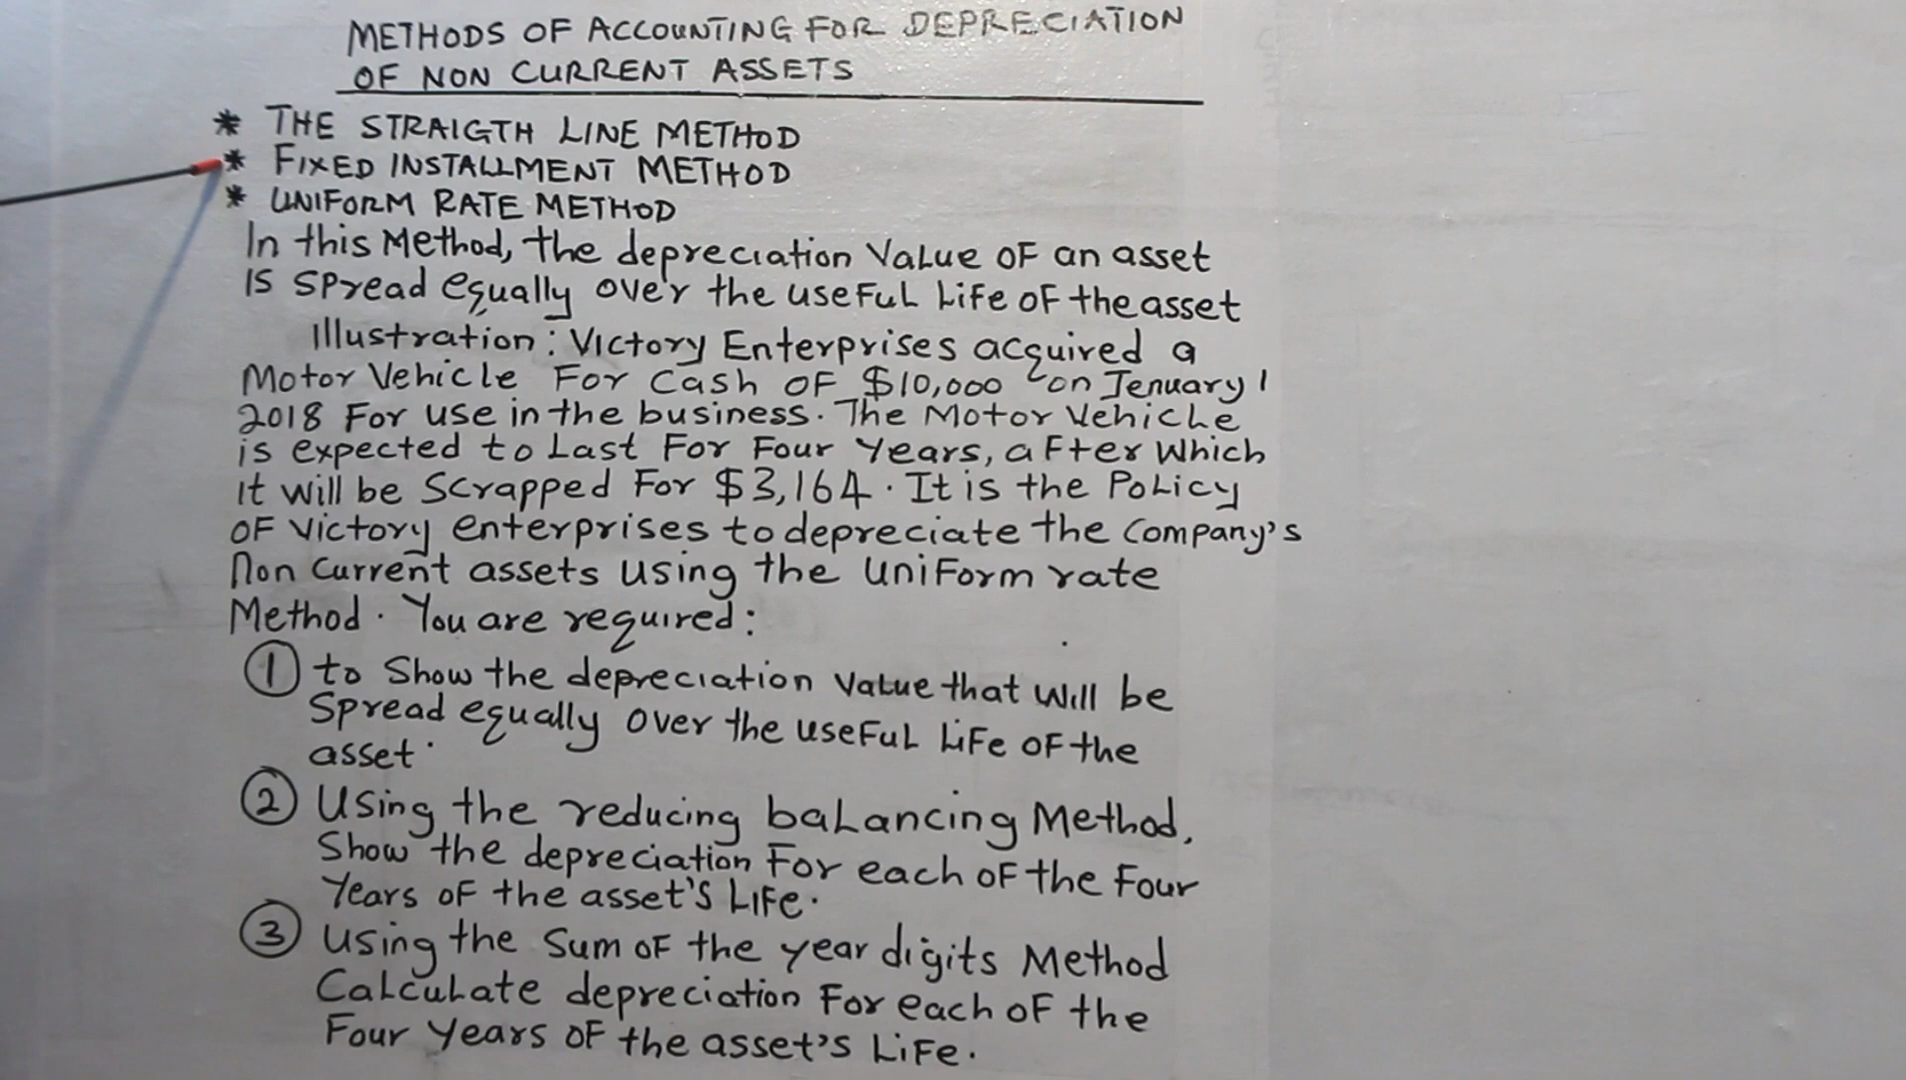 METHODS OF ACCOUNTING FOR DEPRECIATION
OF NON CURRENT ASSETS
* THE STRAIGTH LINE METHOD
* FIXED INSTALLMENT METHOD
* UNIFORM RATE METHOD
In this Method, the depreciation Value OF an asset
Is spread equally over the useful Life OF the asset
Illustration: Victory Enterprises acquired a
Motor Vehicle For Cash OF $10,000 on Jenuary 1
2018 For use in the business. The Motor Vehicle
is expected to Last For Four Years, aFter which
It will be Scrapped For $3,164. It is the Policy
OF Victory enterprises to depreciate the Company's
Non Current assets using the uniForm rate
Method. You are required:
1 to Show the depreciation Value that will be
Spread equally over the useFul LiFe OF the
asset.
2 Using the reducing baLancing Method,
Show the depreciation For each OF the Four
Years OF the asset's LiFe.
3 Using the Sum OF the year digits Method
CaLcuLate depreciation For each OF the
Four Years OF the asset's LiFe.